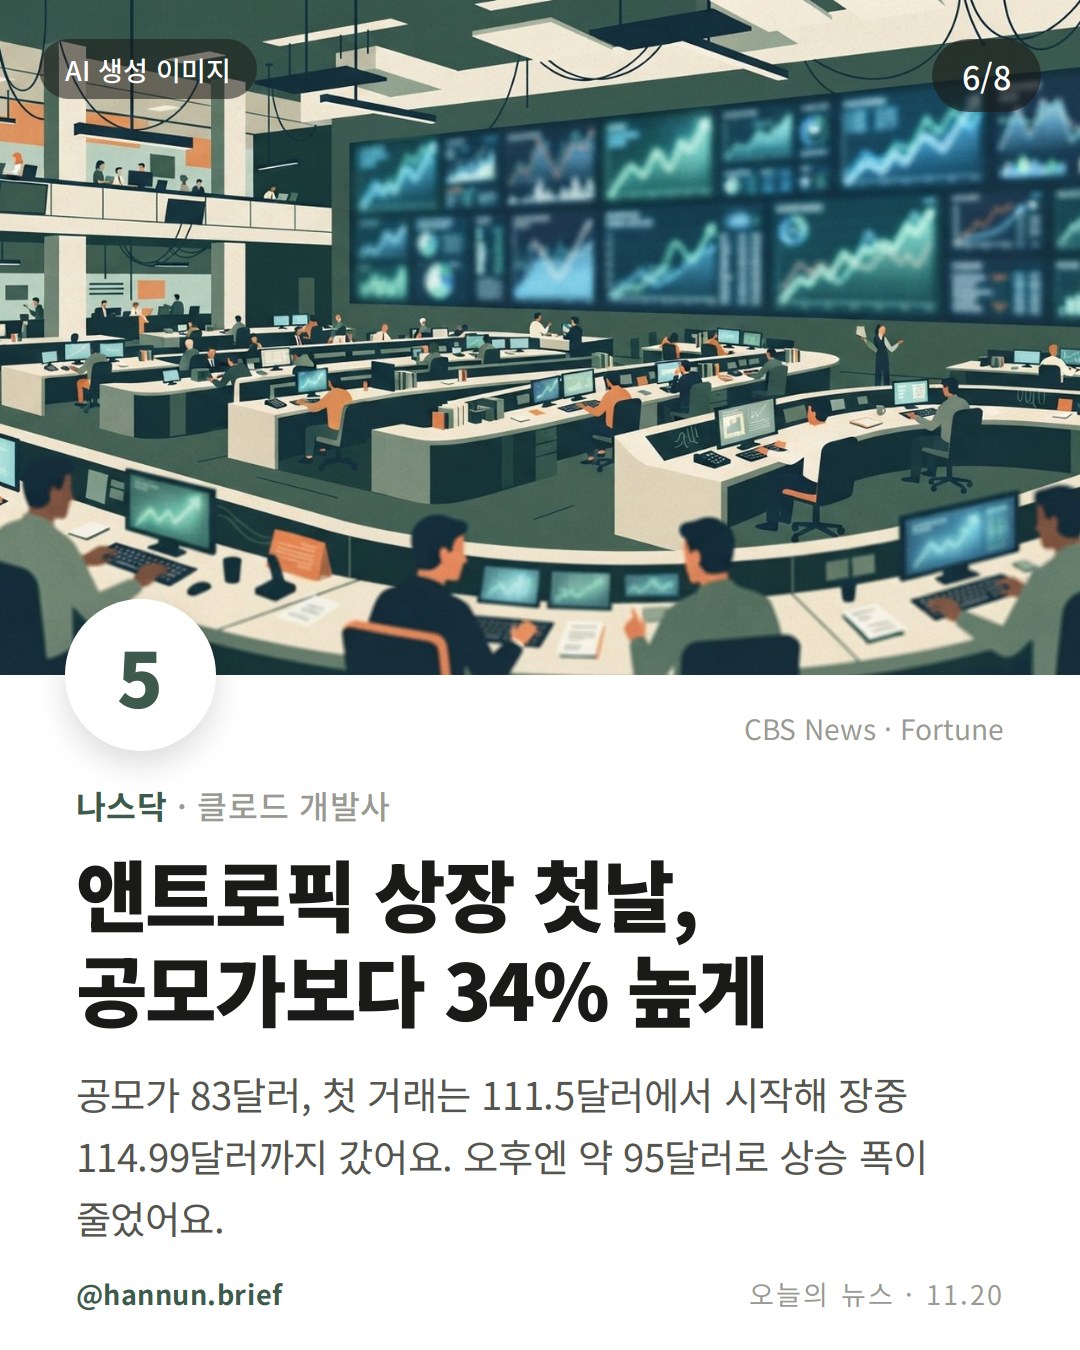 AI 생성 이미지
6/8
5
CBS News · Fortune
나스닥 · 클로드 개발사
앤트로픽 상장 첫날,
공모가보다 34% 높게
공모가 83달러, 첫 거래는 111.5달러에서 시작해 장중
114.99달러까지 갔어요. 오후엔 약 95달러로 상승 폭이
줄었어요.
@hannun.brief
오늘의 뉴스 · 11.20